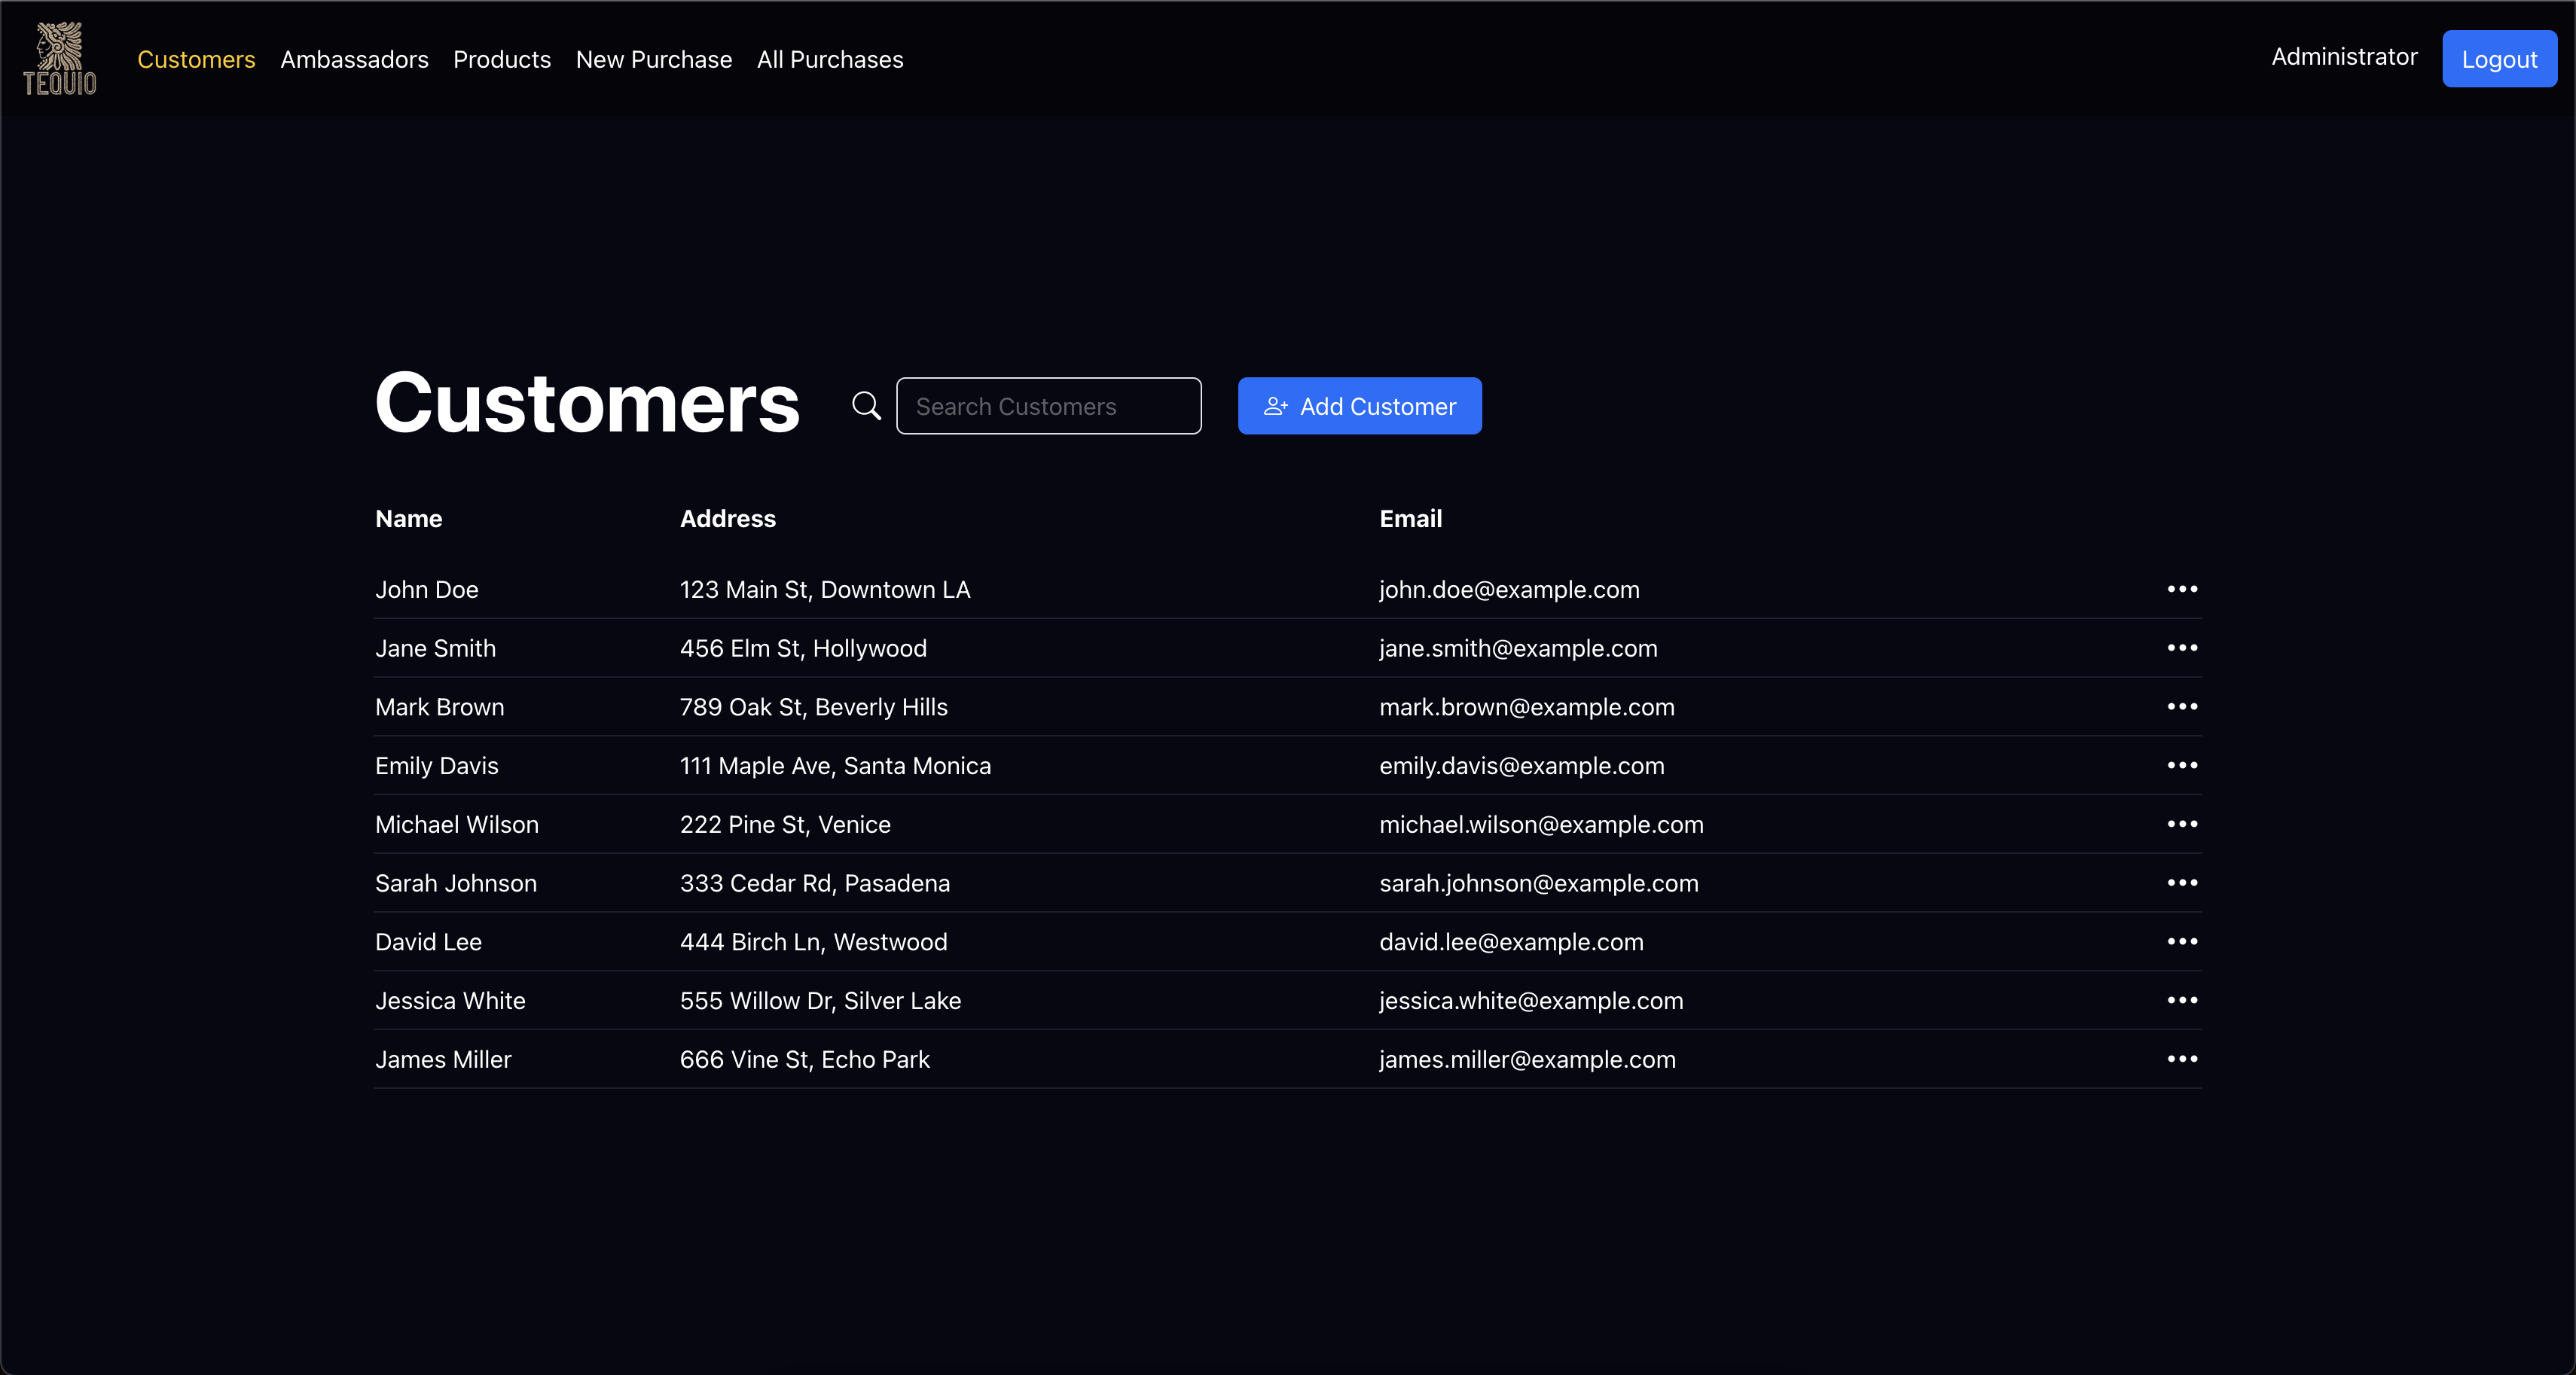 TEQUIO
Customers Ambassadors Products New Purchase All Purchases Administrator Logout
Customers Search Customers Add Customer
Name Address Email
John Doe 123 Main St, Downtown LA john.doe@example.com
Jane Smith 456 Elm St, Hollywood jane.smith@example.com
Mark Brown 789 Oak St, Beverly Hills mark.brown@example.com
Emily Davis 111 Maple Ave, Santa Monica emily.davis@example.com
Michael Wilson 222 Pine St, Venice michael.wilson@example.com
Sarah Johnson 333 Cedar Rd, Pasadena sarah.johnson@example.com
David Lee 444 Birch Ln, Westwood david.lee@example.com
Jessica White 555 Willow Dr, Silver Lake jessica.white@example.com
James Miller 666 Vine St, Echo Park james.miller@example.com